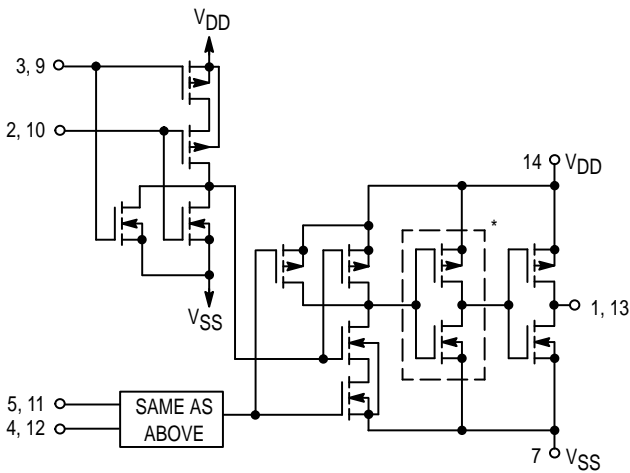 VDD
3, 9
2, 10
14 VDD
*
VSS
1, 13
5, 11
4, 12
SAME AS
ABOVE
7 VSS